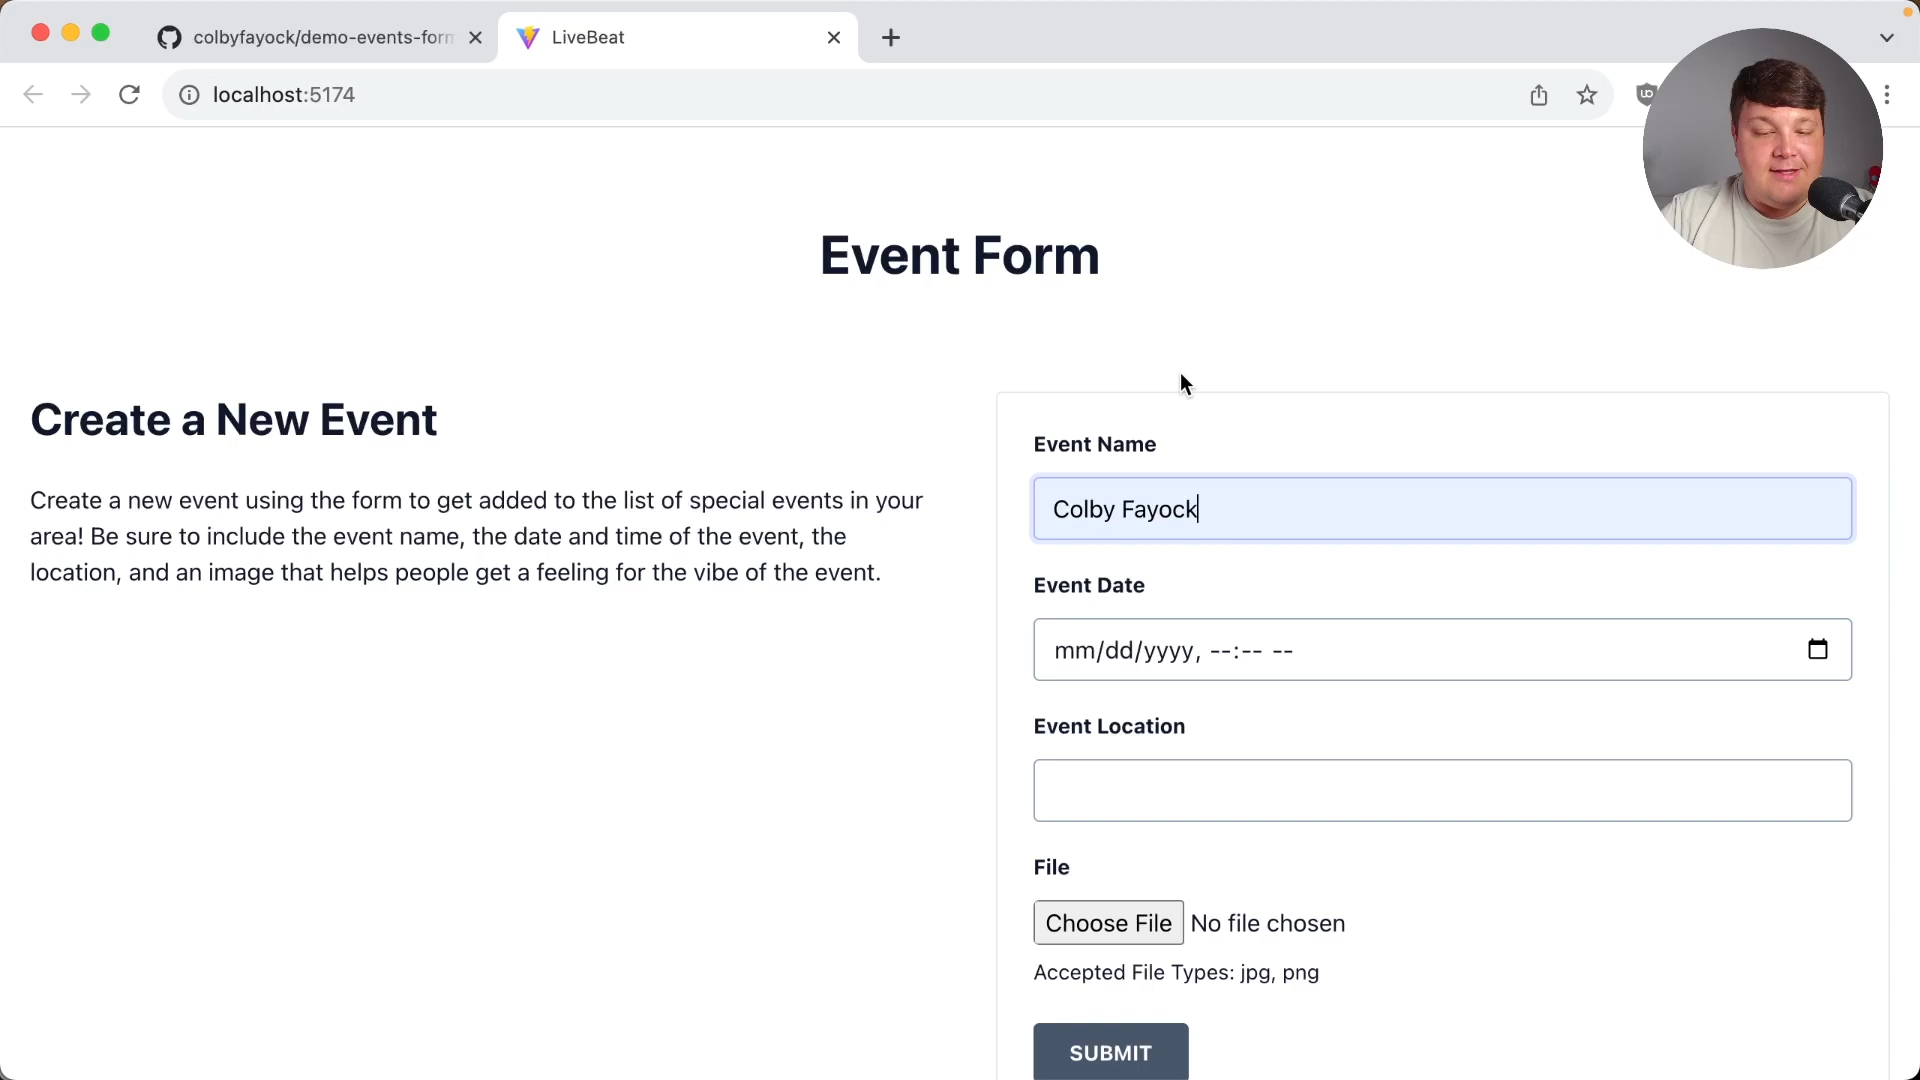 colbyfayock/demo-events-form
LiveBeat
localhost:5174
Event Form
Create a New Event
Create a new event using the form to get added to the list of special events in your
area! Be sure to include the event name, the date and time of the event, the
location, and an image that helps people get a feeling for the vibe of the event.
Event Name
Colby Fayock
Event Date
mm/dd/yyyy, --:-- --
Event Location
File
Choose File No file chosen
Accepted File Types: jpg, png
SUBMIT